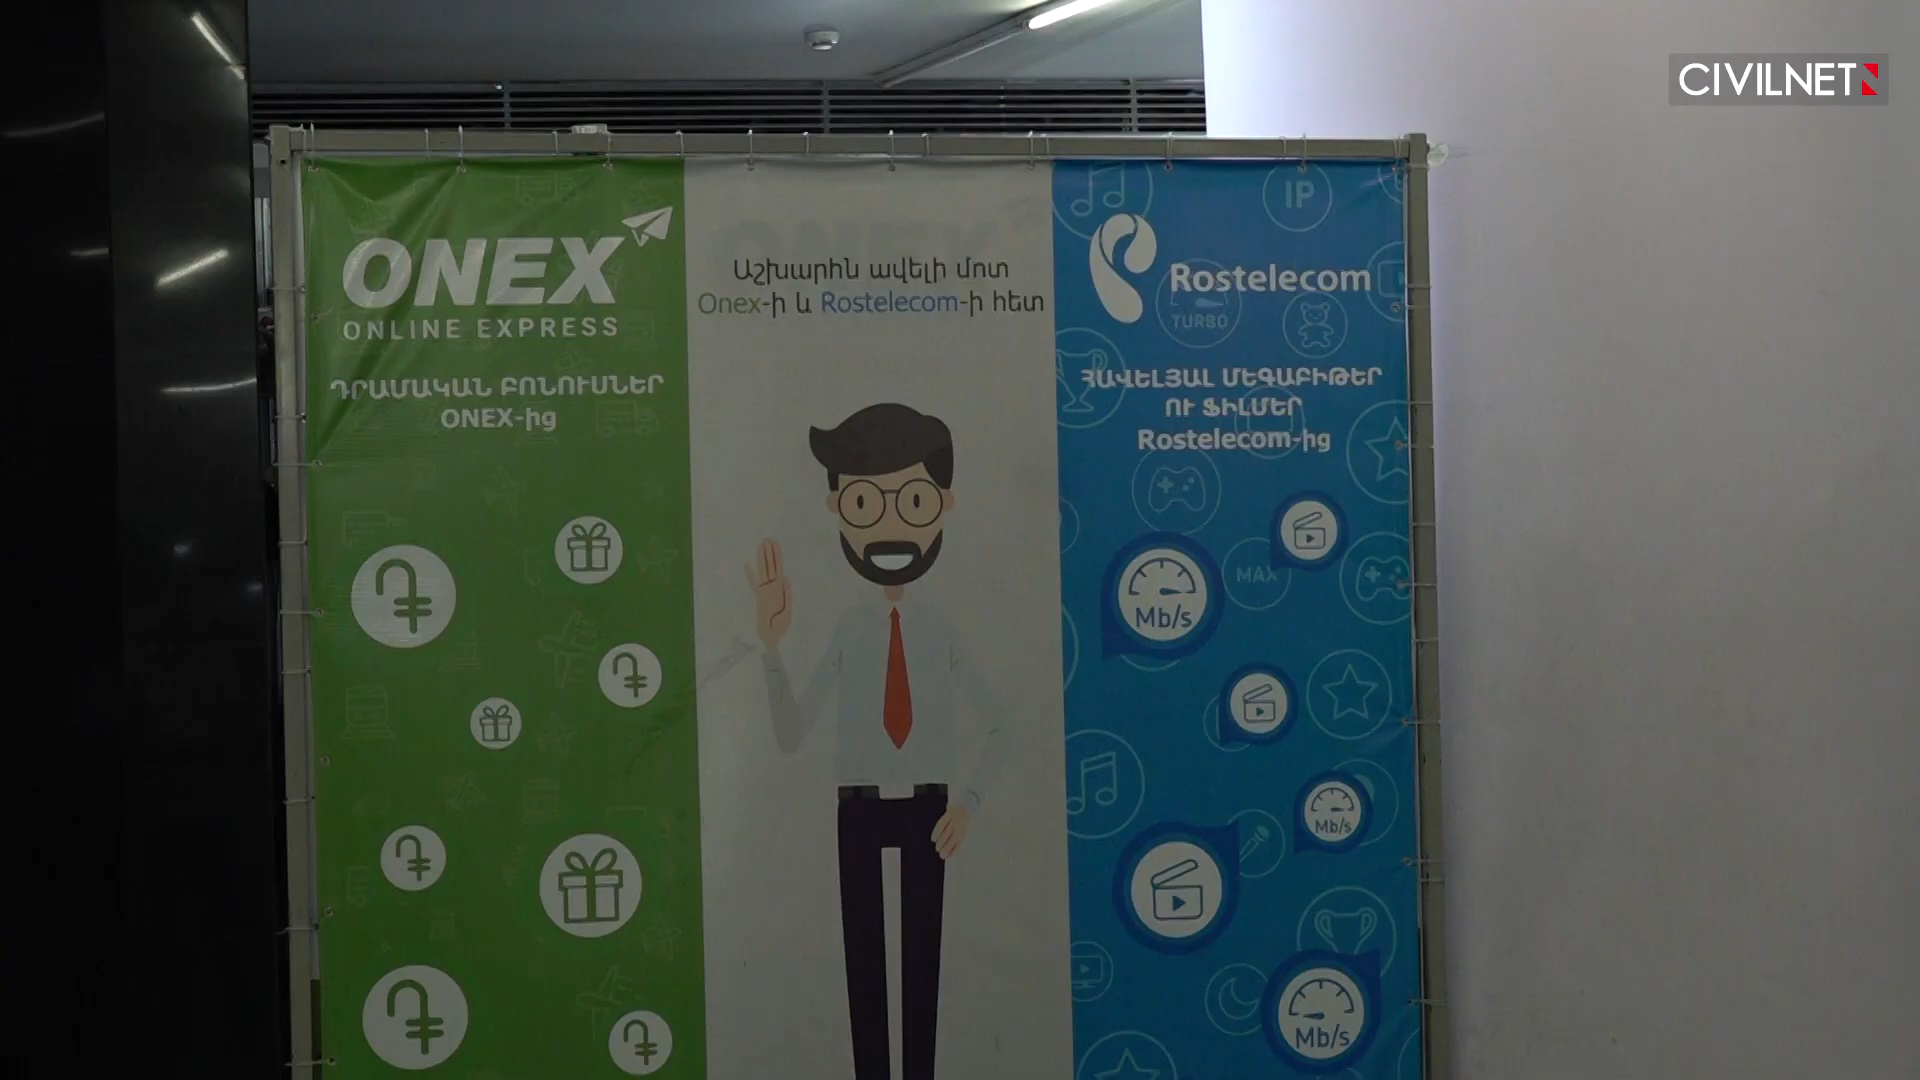 CIVILNET
ONEX
ONLINE EXPRESS
ԴՐԱՄԱԿԱՆ ԲՈՆՈՒՍՆԵՐ
ONEX-ից
Աշխարհն ավելի մոտ
Onex-ի և Rostelecom-ի հետ
IP
Rostelecom
TURBO
ՀԱՎԵԼՅԱԼ ՄԵԳԱԲԻԹԵՐ
ՈՒ ՖԻԼՄԵՐ
Rostelecom-ից
MAX
Mb/s
Mb/s
Mb/s